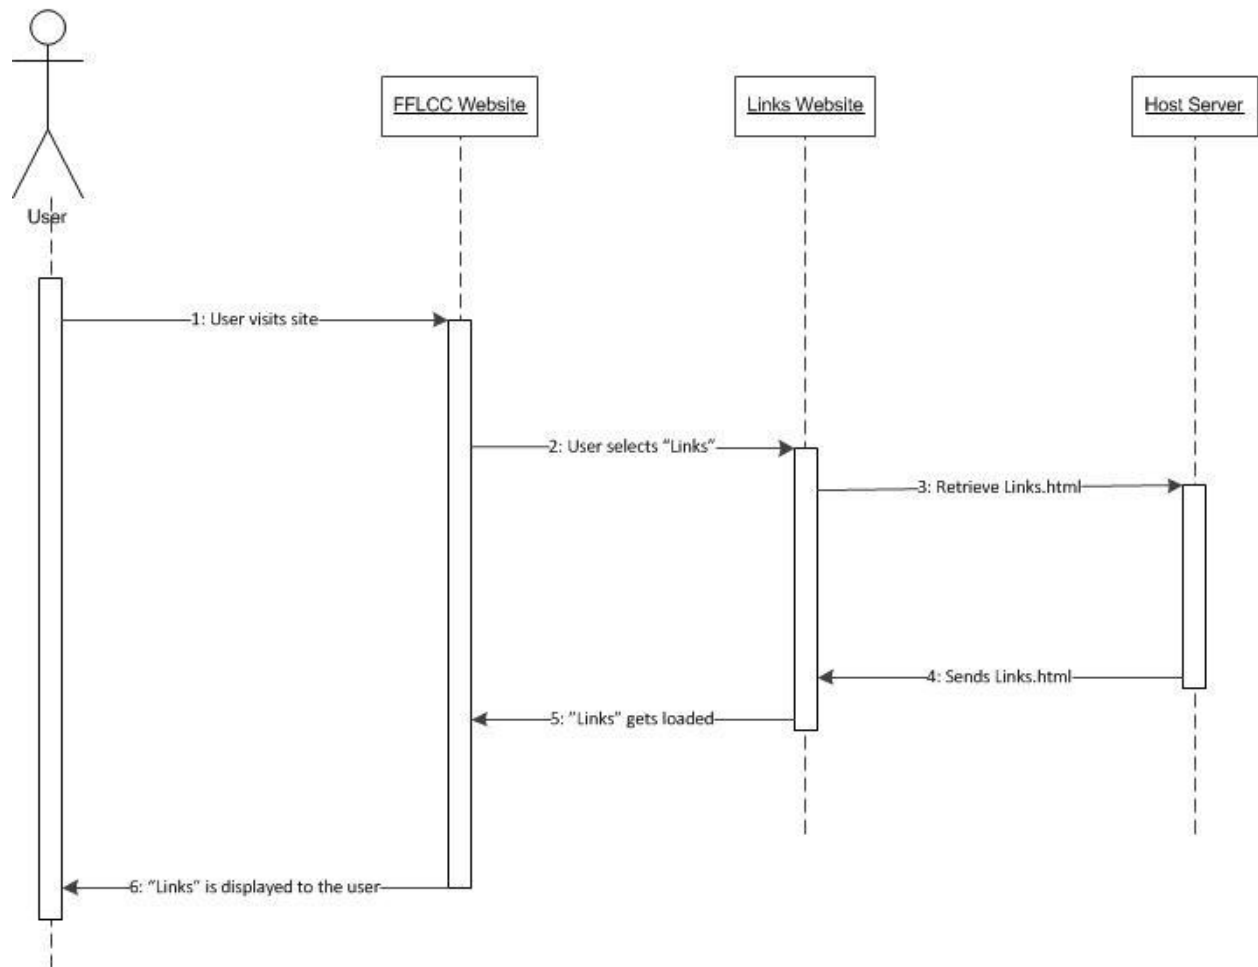 FFLCC Website
Links Website
Host Server
User
1: User visits site
2: User selects “Links”
3: Retrieve Links.html
4: Sends Links.html
5: ”Links” gets loaded
6: “Links” is displayed to the user